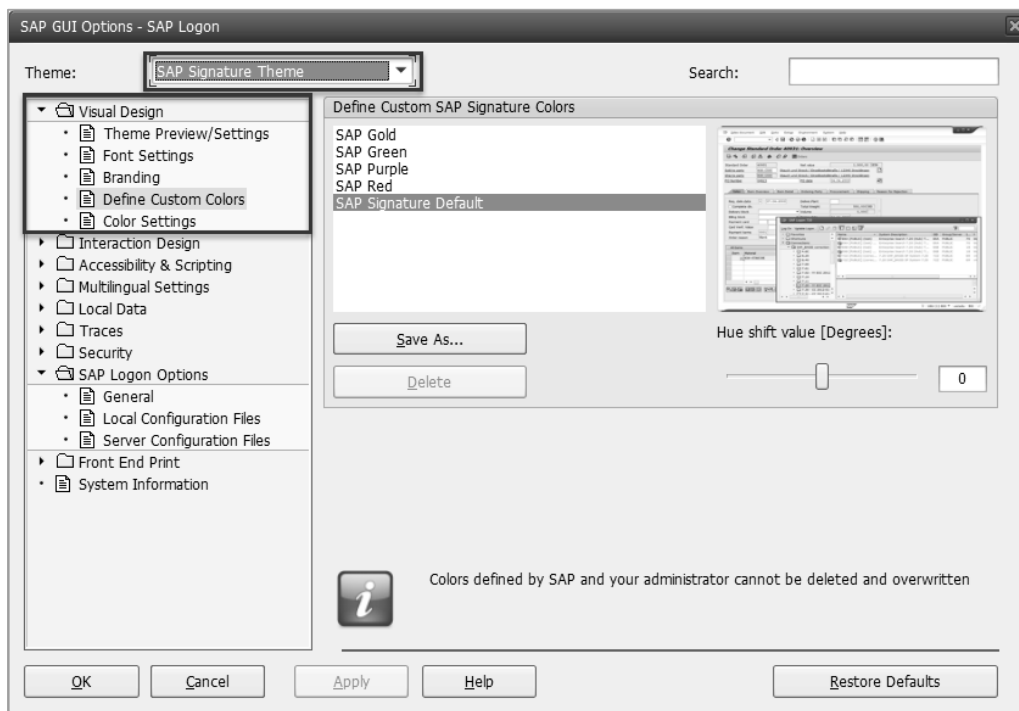 SAP GUI Options - SAP Logon
Theme:
SAP Signature Theme
Search:
Visual Design
Theme Preview/Settings
Font Settings
Branding
Define Custom Colors
Color Settings
Interaction Design
Accessibility & Scripting
Multilingual Settings
Local Data
Traces
Security
SAP Logon Options
General
Local Configuration Files
Server Configuration Files
Front End Print
System Information
Define Custom SAP Signature Colors
SAP Gold
SAP Green
SAP Purple
SAP Red
SAP Signature Default
Save As...
Delete
Hue shift value [Degrees]:
0
Colors defined by SAP and your administrator cannot be deleted and overwritten
OK
Cancel
Apply
Help
Restore Defaults